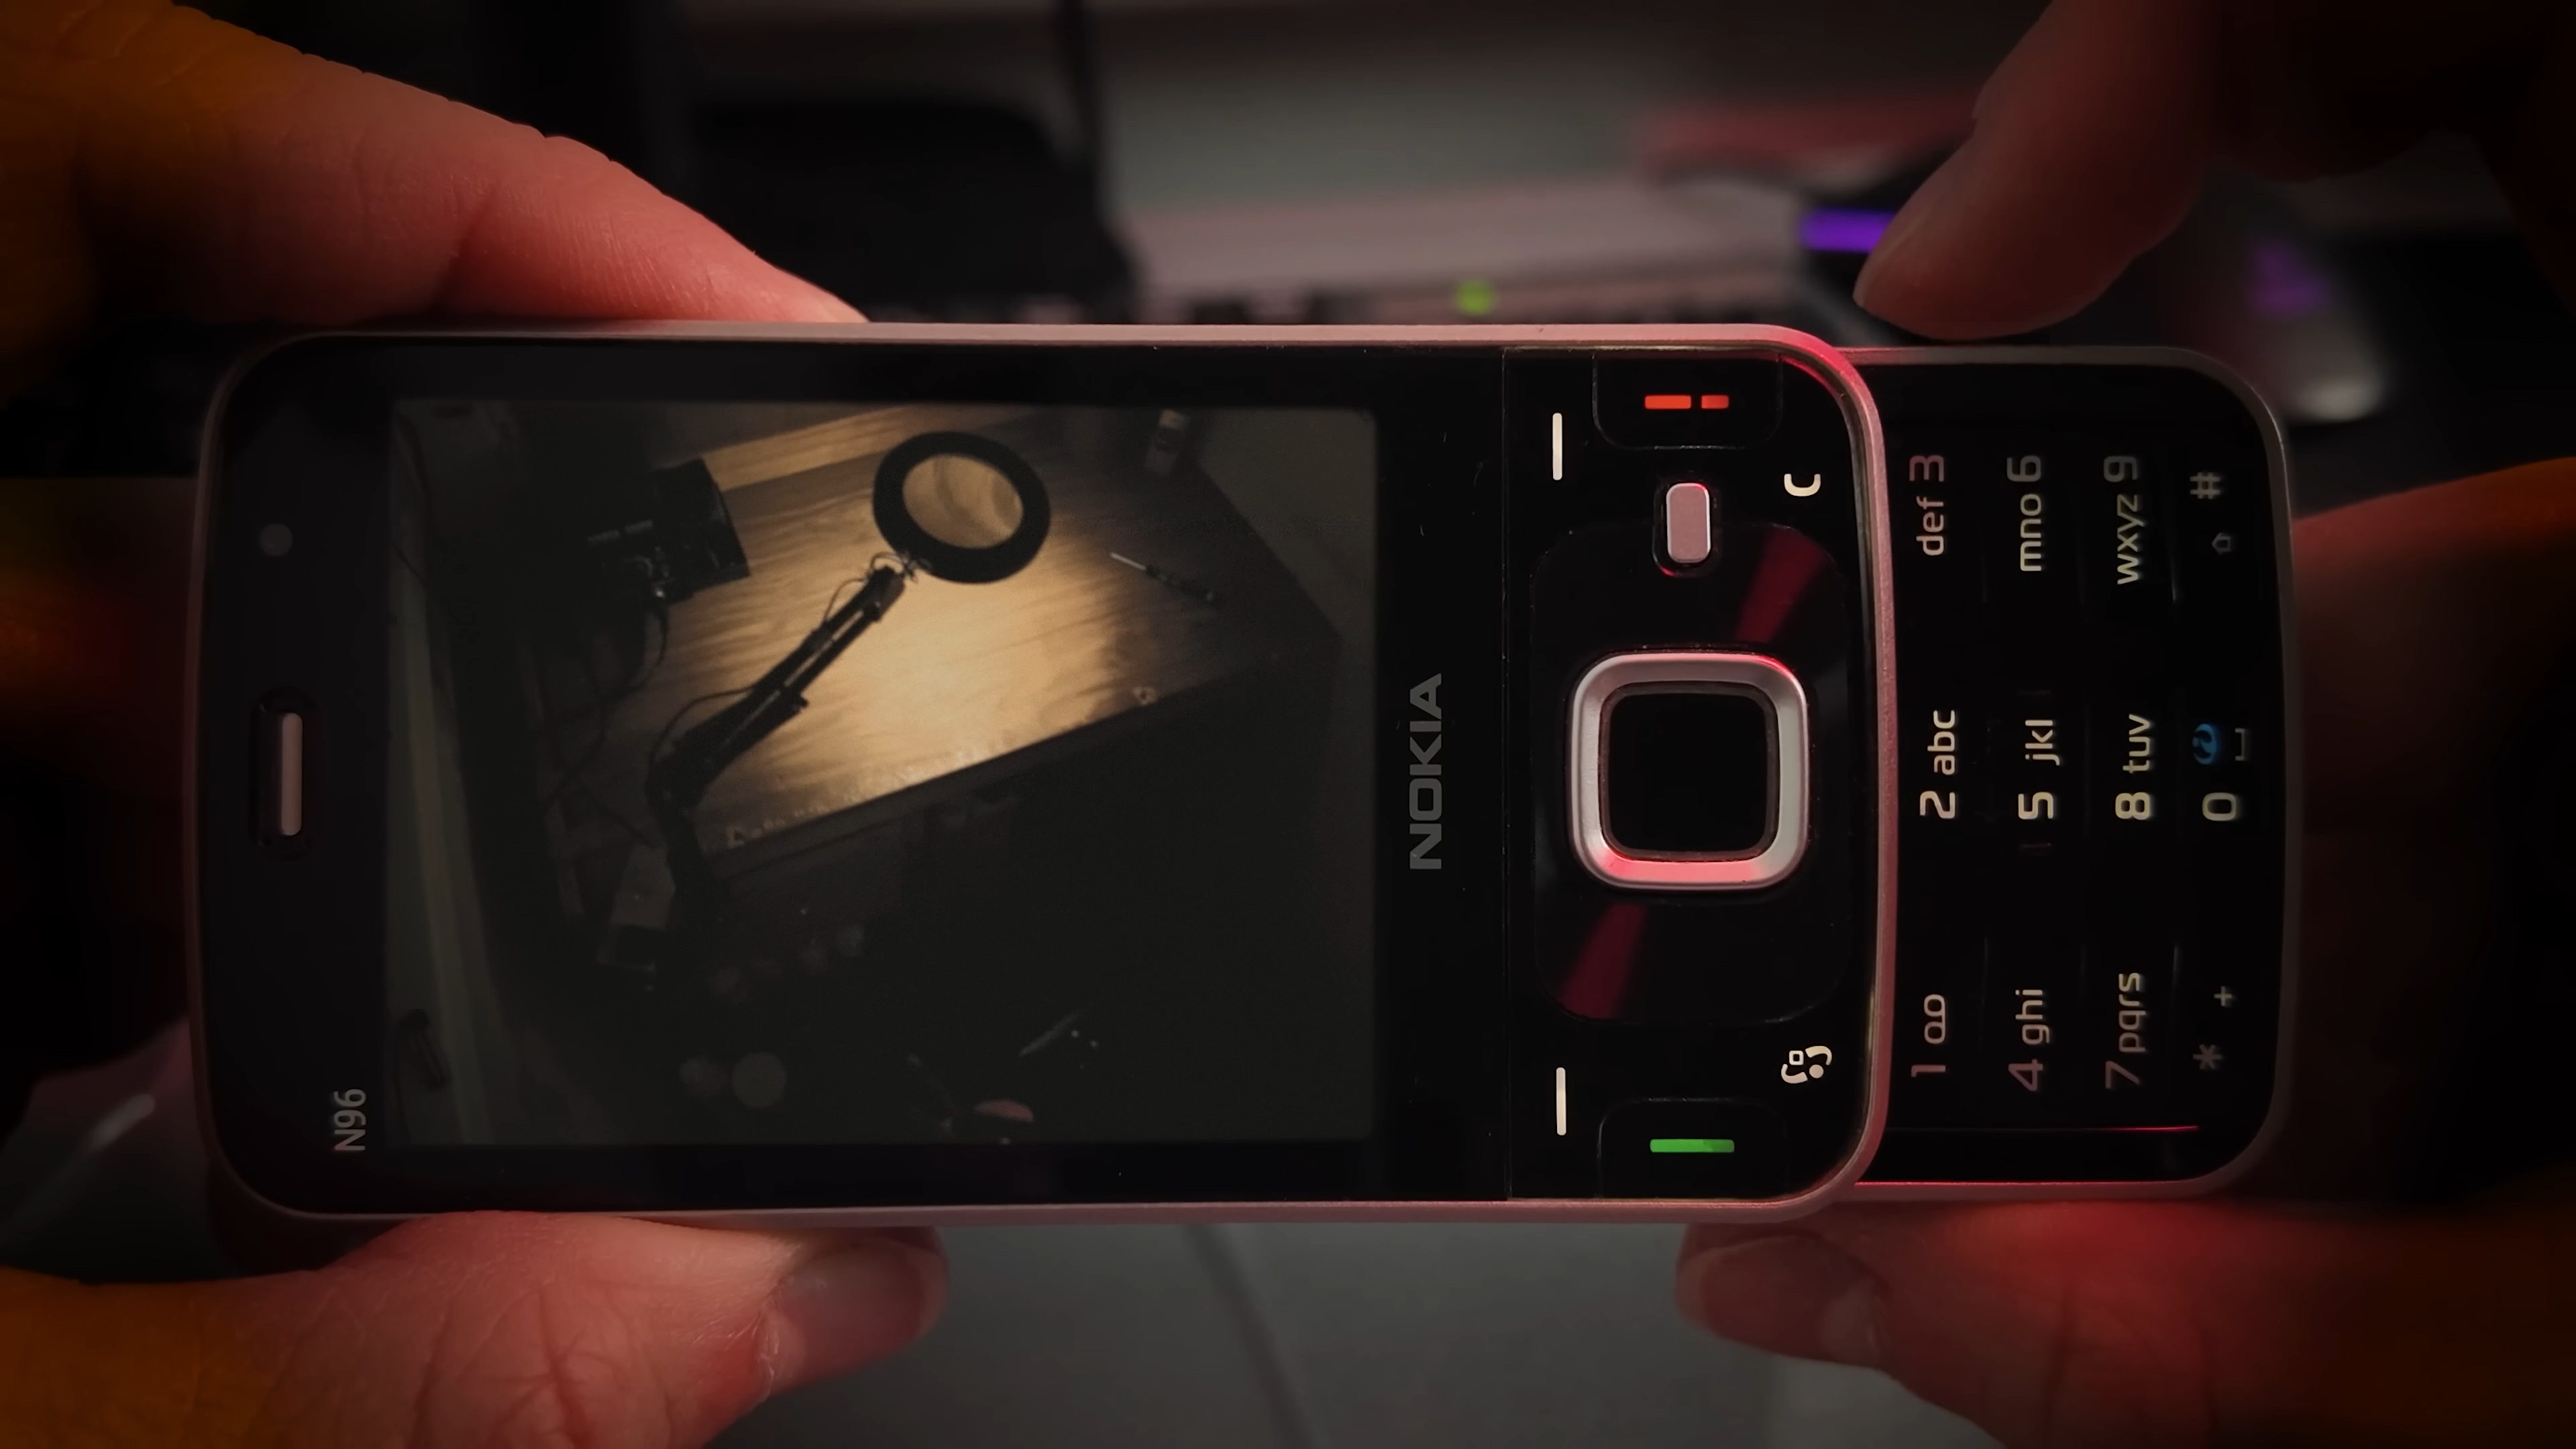 N96
NOKIA
C
1
2 abc
def 3
4 ghi
5 jkl
mno 6
7 pqrs
8 tuv
wxyz 9
* +
0
#